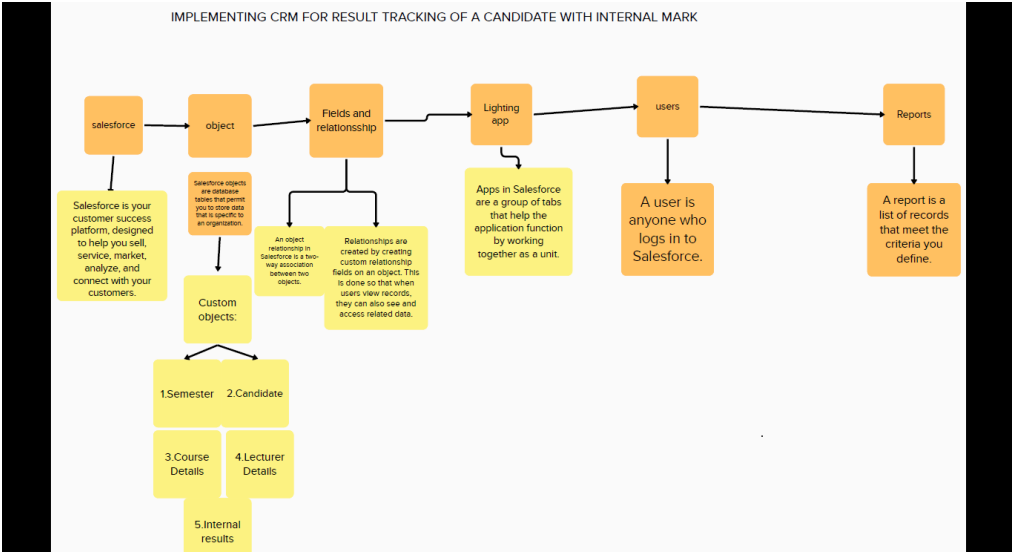 IMPLEMENTING CRM FOR RESULT TRACKING OF A CANDIDATE WITH INTERNAL MARK
salesforce
object
Fields and
relationsship
Lighting
app
users
Reports
Salesforce is your
customer success
platform, designed
to help you sell,
service, market,
analyze, and
connect with your
customers.
Salesforce objects
are database
tables that permit
you to store data
that is specific to
an organization.
An object
relationship in
Salesforce is a two-
way association
between two
objects.
Relationships are
created by creating
custom relationship
fields on an object. This
is done so that when
users view records,
they can also see and
access related data.
Apps in Salesforce
are a group of tabs
that help the
application function
by working
together as a unit.
A user is
anyone who
logs in to
Salesforce.
A report is a
list of records
that meet the
criteria you
define.
Custom
objects:
1.Semester
2.Candidate
3.Course
Details
4.Lecturer
Details
5.Internal
results